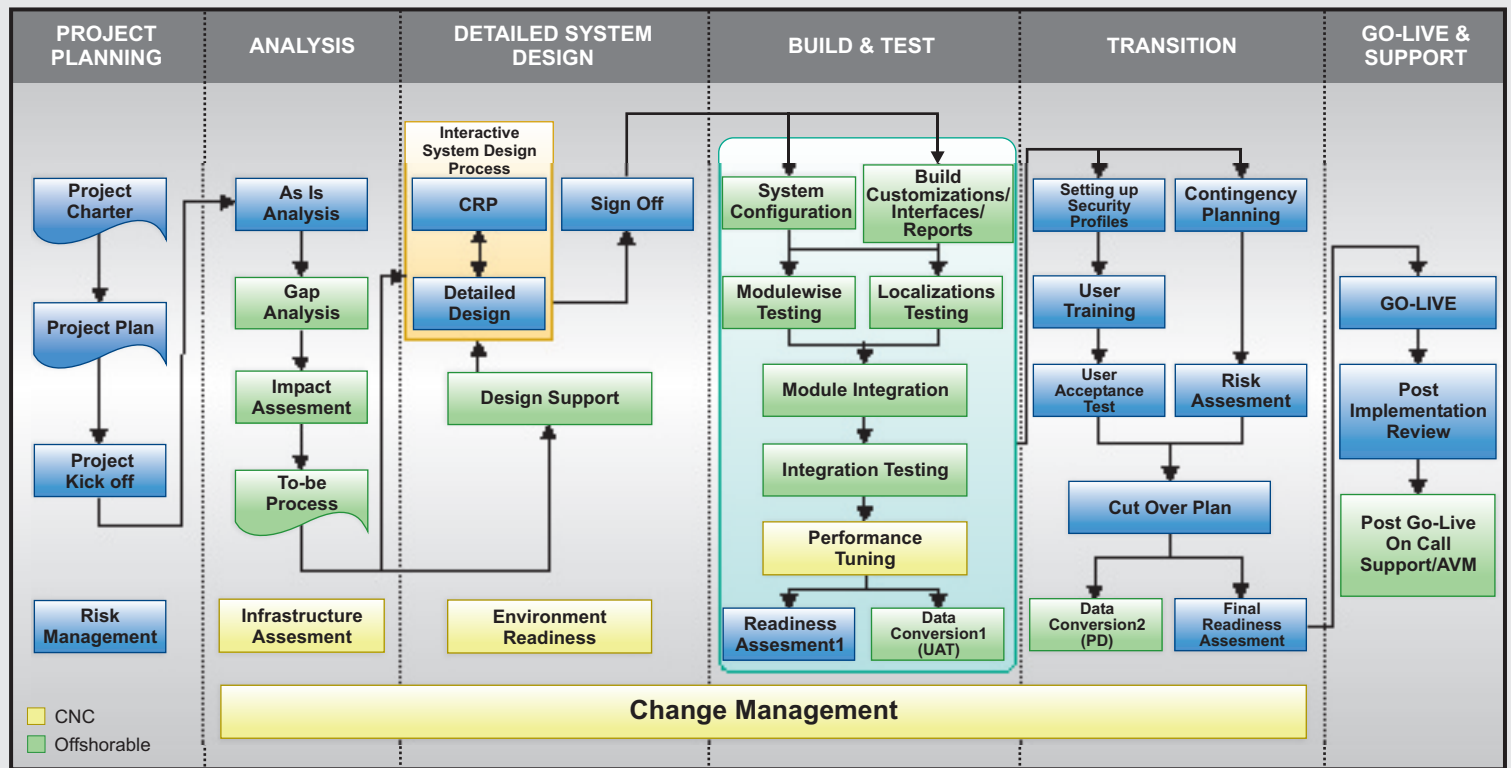 PROJECT
PLANNING
ANALYSIS
DETAILED SYSTEM
DESIGN
BUILD & TEST
TRANSITION
GO-LIVE &
SUPPORT
Project
Charter
Project Plan
Project
Kick off
Risk
Management
As Is
Analysis
Gap
Analysis
Impact
Assesment
To-be
Process
Infrastructure
Assesment
Interactive
System Design
Process
CRP
Detailed
Design
Sign Off
Design Support
Environment
Readiness
System
Configuration
Build
Customizations/
Interfaces/
Reports
Modulewise
Testing
Localizations
Testing
Module Integration
Integration Testing
Performance
Tuning
Readiness
Assesment1
Data
Conversion1
(UAT)
Setting up
Security
Profiles
Contingency
Planning
User
Training
User
Acceptance
Test
Risk
Assesment
Cut Over Plan
Data
Conversion2
(PD)
Final
Readiness
Assesment
GO-LIVE
Post
Implementation
Review
Post Go-Live
On Call
Support/AVM
Change Management
CNC
Offshorable